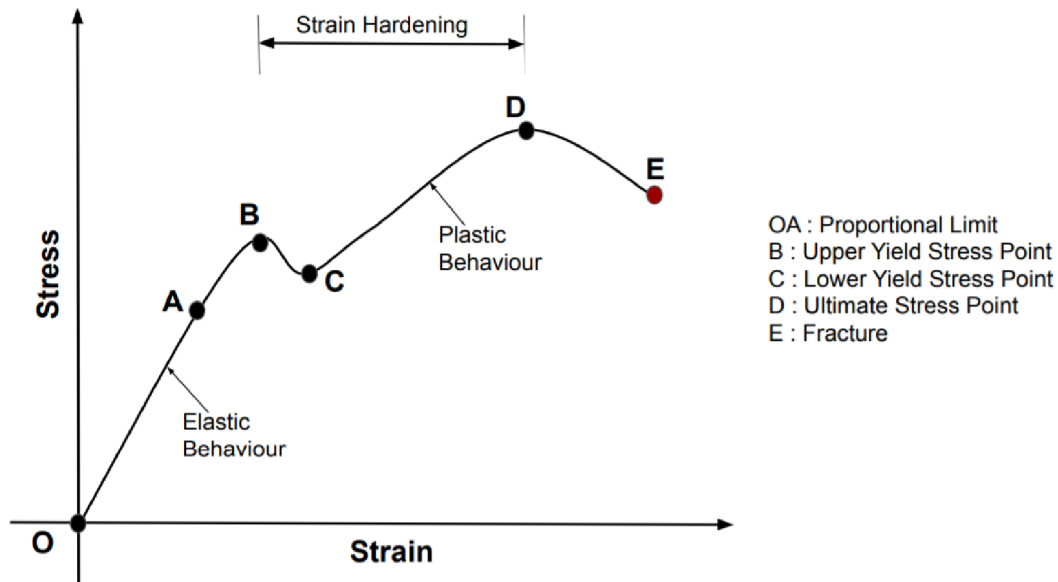 Strain Hardening
D
E
B
Plastic
Behaviour
C
A
Elastic
Behaviour
Stress
O
Strain
OA : Proportional Limit
B : Upper Yield Stress Point
C : Lower Yield Stress Point
D : Ultimate Stress Point
E : Fracture